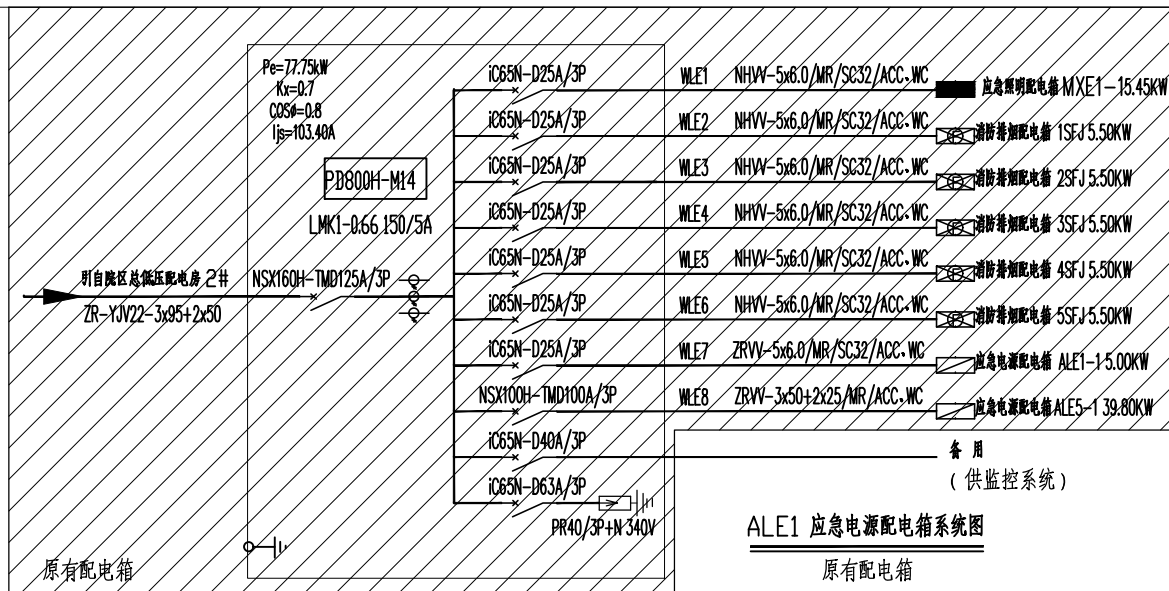 Pe=77.75kW
Kx=0.7
COSø=0.8
Ijs=103.40A
PD800H-M14
LMK1-0.66 150/5A
引自院区总低压配电房 2#
ZR-YJV22-3x95+2x50
NSX160H-TMD125A/3P
iC65N-D25A/3P WLE1 NHVV-5x6.0/MR/SC32/ACC.WC 应急照明配电箱 MXE1-15.45KW
iC65N-D25A/3P WLE2 NHVV-5x6.0/MR/SC32/ACC.WC 消防排烟配电箱 1SFJ 5.50KW
iC65N-D25A/3P WLE3 NHVV-5x6.0/MR/SC32/ACC.WC 消防排烟配电箱 2SFJ 5.50KW
iC65N-D25A/3P WLE4 NHVV-5x6.0/MR/SC32/ACC.WC 消防排烟配电箱 3SFJ 5.50KW
iC65N-D25A/3P WLE5 NHVV-5x6.0/MR/SC32/ACC.WC 消防排烟配电箱 4SFJ 5.50KW
iC65N-D25A/3P WLE6 NHVV-5x6.0/MR/SC32/ACC.WC 消防排烟配电箱 5SFJ 5.50KW
iC65N-D25A/3P WLE7 ZRVV-5x6.0/MR/SC32/ACC.WC 应急电源配电箱 ALE1-1 5.00KW
NSX100H-TMD100A/3P WLE8 ZRVV-3x50+2x25/MR/ACC.WC 应急电源配电箱 ALE5-1 39.80KW
iC65N-D40A/3P 备 用
(供监控系统)
iC65N-D63A/3P
PR40/3P+N 340V
ALE1 应急电源配电箱系统图
原有配电箱
原有配电箱